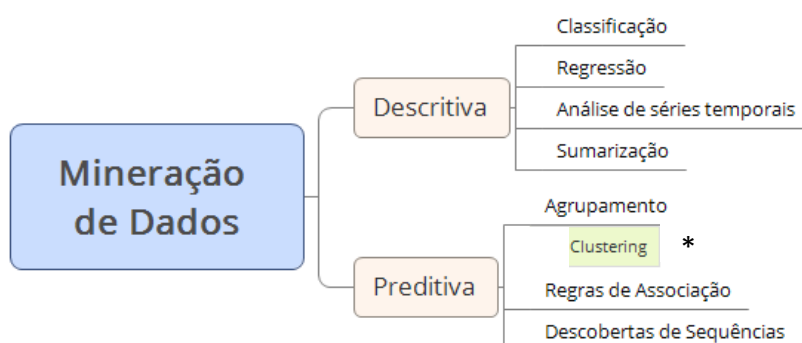 Mineração
de Dados
Descritiva
Classificação
Regressão
Análise de séries temporais
Sumarização
Preditiva
Agrupamento
Clustering *
Regras de Associação
Descobertas de Sequências